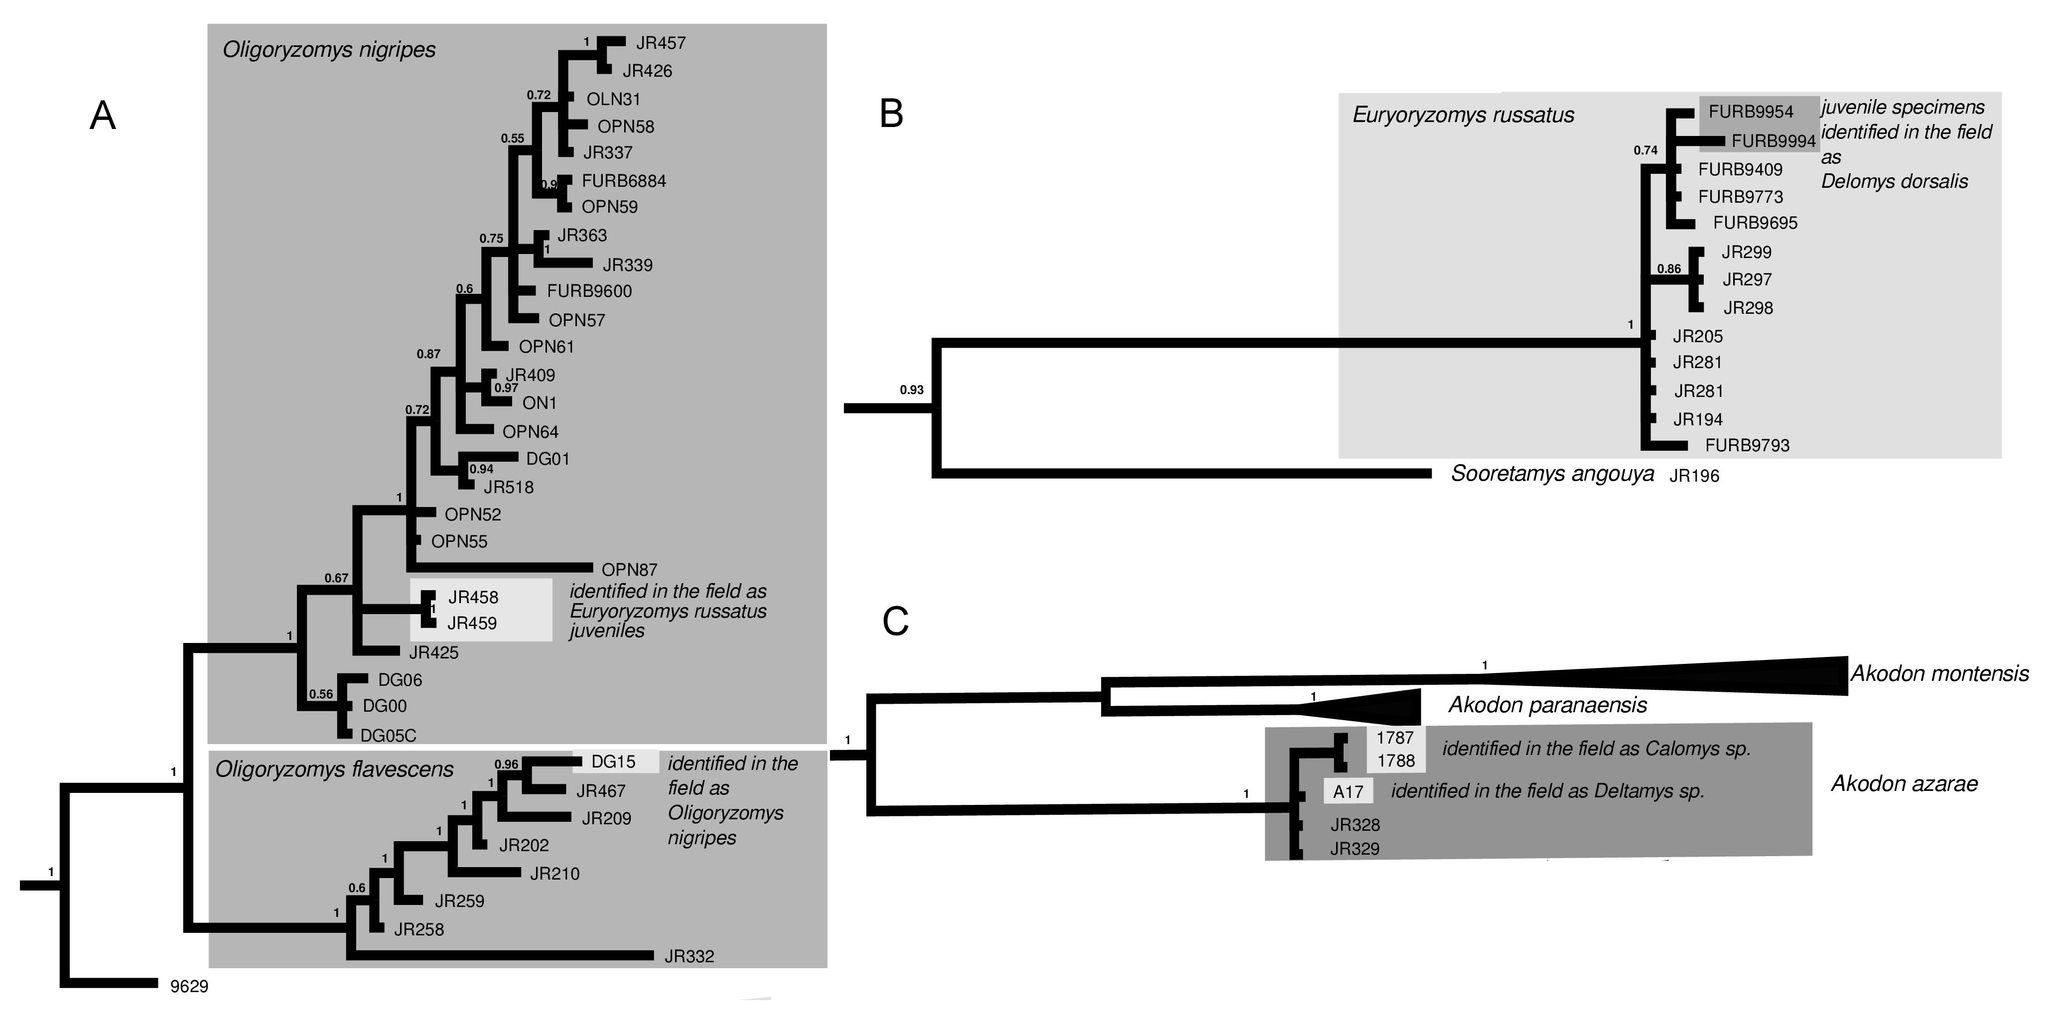 A
Oligoryzomys nigripes
1
JR457
JR426
0.72
OLN31
OPN58
0.55
JR337
FURB6884
OPN59
0.75
JR363
1
JR339
0.6
FURB9600
OPN57
OPN61
0.87
JR409
0.97
ON1
0.72
OPN64
DG01
0.94
JR518
1
OPN52
OPN55
OPN87
0.67
JR458
1
JR459
identified in the field as
Euryoryzomys russatus
juveniles
1
JR425
DG06
0.56
DG00
DG05C
1
Oligoryzomys flavescens
0.96
DG15
identified in the
field as
Oligoryzomys
nigripes
1
JR467
1
JR209
1
JR202
1
JR210
0.6
JR259
1
JR258
JR332
1
9629
B
Euryoryzomys russatus
FURB9954
FURB9994
juvenile specimens
identified in the field
as
Delomys dorsalis
0.74
FURB9409
FURB9773
FURB9695
JR299
0.86
JR297
JR298
1
JR205
JR281
JR281
JR194
FURB9793
0.93
Sooretamys angouya JR196
C
1
Akodon montensis
1
Akodon paranaensis
1
1787
1788
identified in the field as Calomys sp.
1
A17
identified in the field as Deltamys sp.
Akodon azarae
JR328
JR329